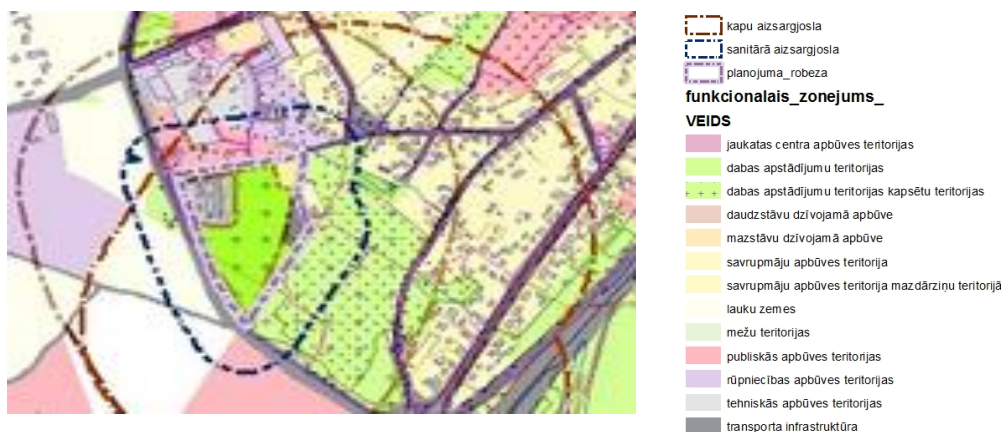 kapu aizsargjosla
sanitārā aizsargjosla
planojuma_robeza
funkcionalais_zonejums_
VEIDS
jaukatas centra apbūves teritorijas
dabas apstādījumu teritorijas
dabas apstādījumu teritorijas kapsētu teritorijas
daudzstāvu dzīvojamā apbūve
mazstāvu dzīvojamā apbūve
savrupmāju apbūves teritorija
savrupmāju apbūves teritorija mazdārziņu teritorijā
lauku zemes
mežu teritorijas
publiskās apbūves teritorijas
rūpniecības apbūves teritorijas
tehniskās apbūves teritorijas
transporta infrastruktūra